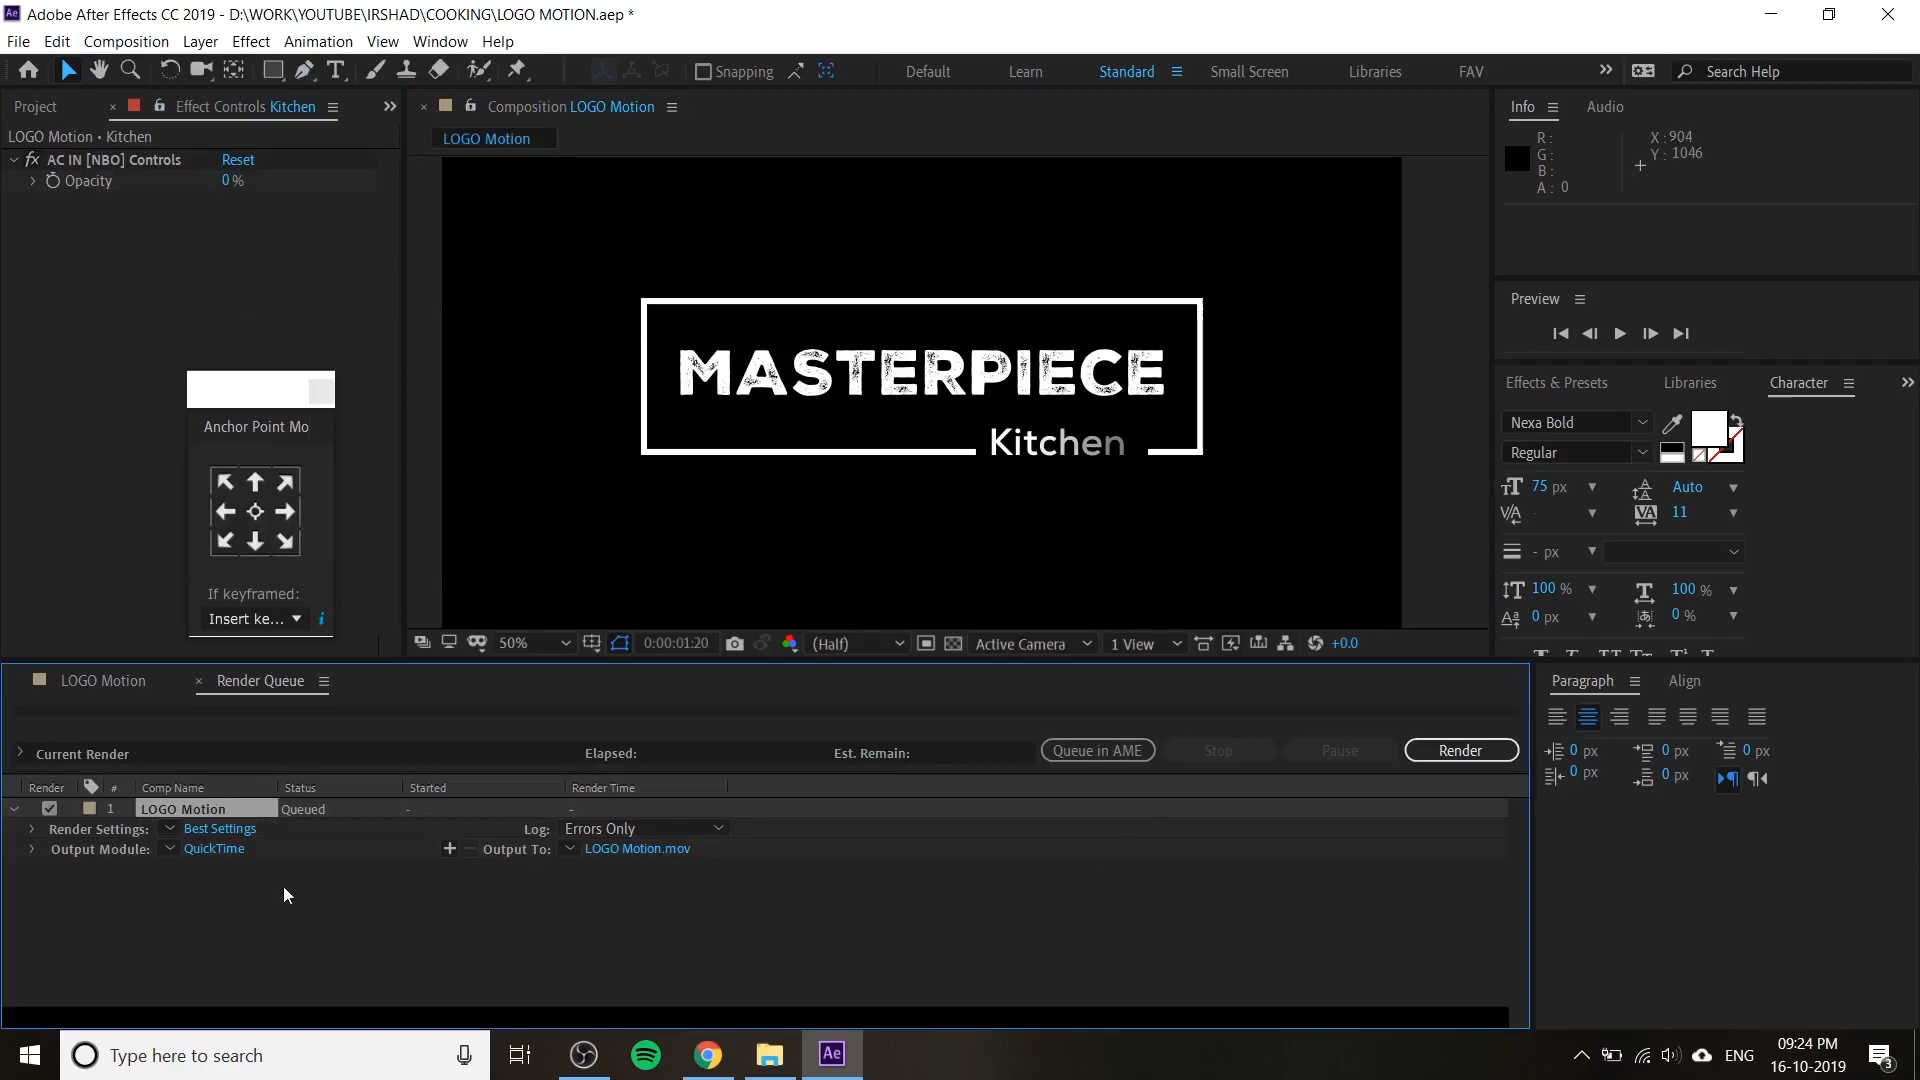 Adobe After Effects CC 2019 - D:\WORK\YOUTUBE\IRSHAD\COOKING\LOGO MOTION.aep *
File Edit Composition Layer Effect Animation View Window Help
Snapping Default Learn Standard Small Screen Libraries FAV Search Help
Project Effect Controls Kitchen
LOGO Motion • Kitchen
fx AC IN [NBO] Controls Reset
Opacity 0 %
Anchor Point Mo
If keyframed:
Insert ke...
Composition LOGO Motion
LOGO Motion
MASTERPIECE
Kitchen
50% 0:00:01:20 (Half) Active Camera 1 View +0.0
Info Audio
R :
G :
B :
A : 0
X : 904
Y : 1046
Preview
Effects & Presets Libraries Character
Nexa Bold
Regular
75 px Auto
- 11
- px
100 % 100 %
0 px 0 %
LOGO Motion Render Queue
Current Render Elapsed: Est. Remain: Queue in AME Stop Pause Render
Render # Comp Name Status Started Render Time
1 LOGO Motion Queued - -
Render Settings: Best Settings Log: Errors Only
Output Module: QuickTime Output To: LOGO Motion.mov
Paragraph Align
0 px 0 px 0 px
0 px 0 px
Type here to search
Ae
ENG
09:24 PM
16-10-2019
3